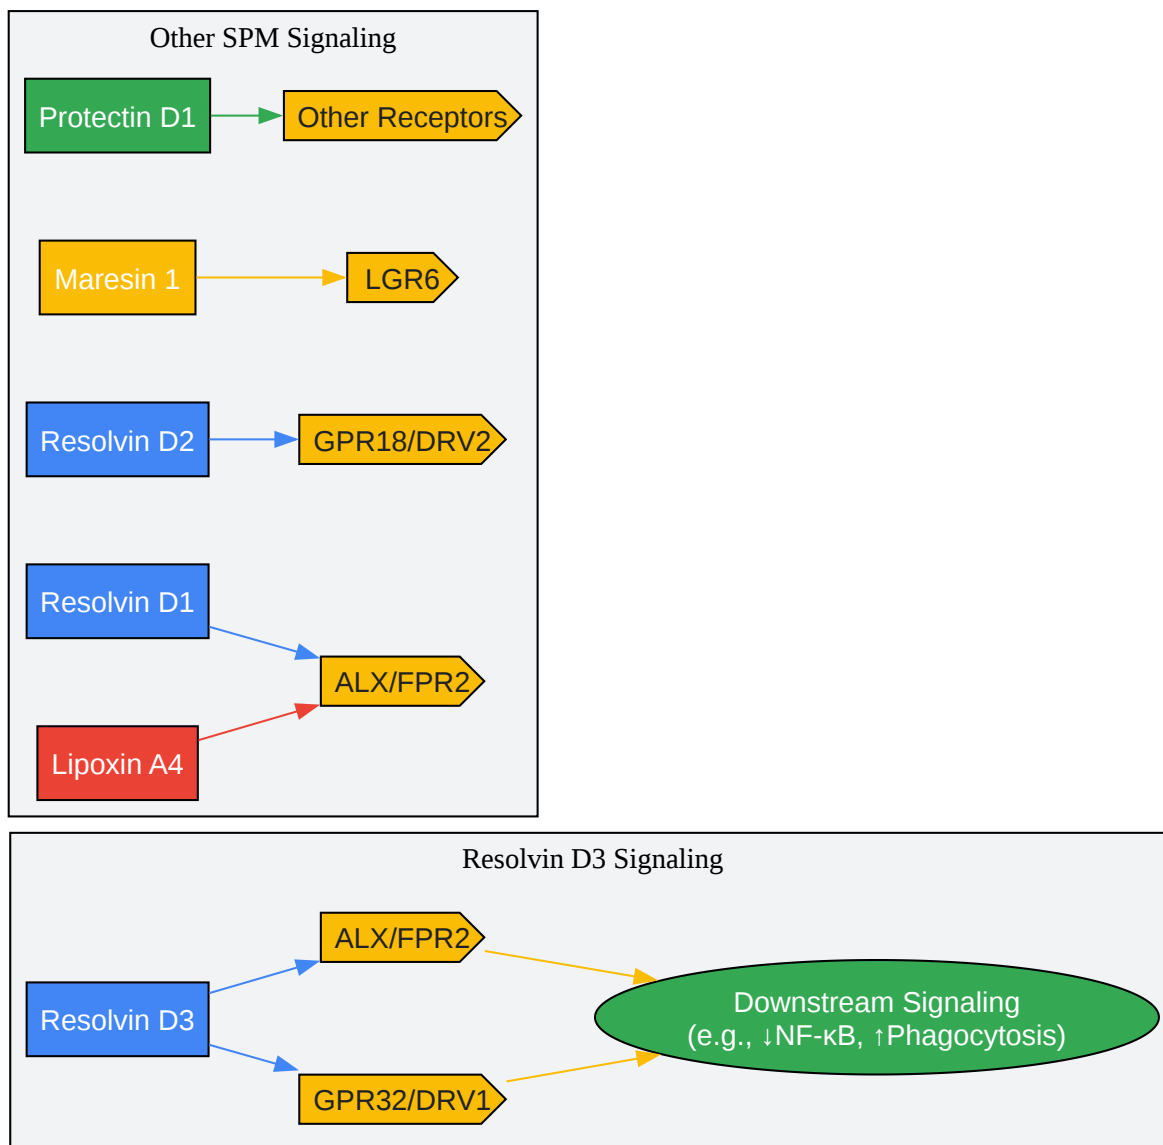 Other SPM Signaling
Protectin D1
Other Receptors
Maresin 1
LGR6
Resolvin D2
GPR18/DRV2
Resolvin D1
ALX/FPR2
Lipoxin A4
Resolvin D3 Signaling
ALX/FPR2
Resolvin D3
Downstream Signaling
(e.g., ↓NF-κB, ↑Phagocytosis)
GPR32/DRV1